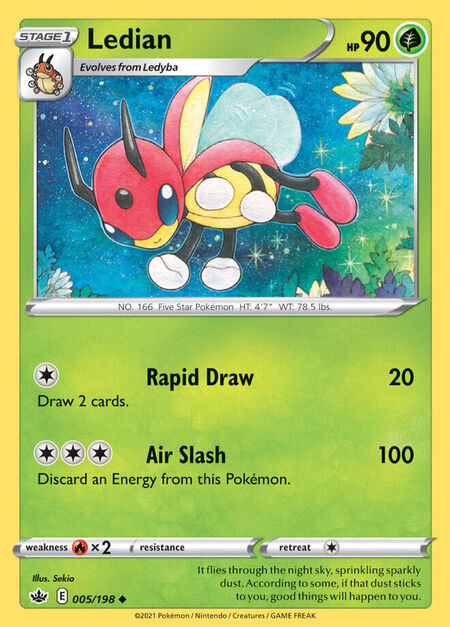 STAGE 1
Ledian
HP 90
Evolves from Ledyba
NO. 166 Five Star Pokémon HT: 4'7" WT: 78.5 lbs.
Rapid Draw 20
Draw 2 cards.
Air Slash 100
Discard an Energy from this Pokémon.
weakness ×2 resistance retreat
Illus. Sekio
It flies through the night sky, sprinkling sparkly
dust. According to some, if that dust sticks
to you, good things will happen to you.
E 005/198
©2021 Pokémon / Nintendo / Creatures / GAME FREAK